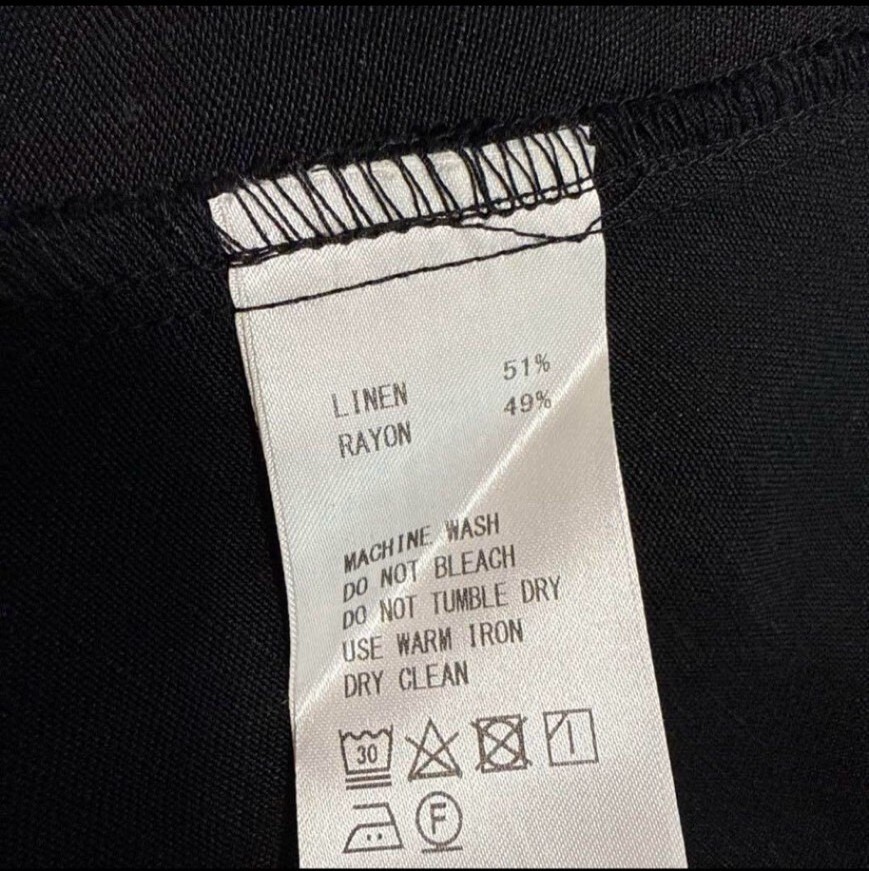 LINEN 51%
RAYON 49%
MACHINE WASH
DO NOT BLEACH
DO NOT TUMBLE DRY
USE WARM IRON
DRY CLEAN
30
F